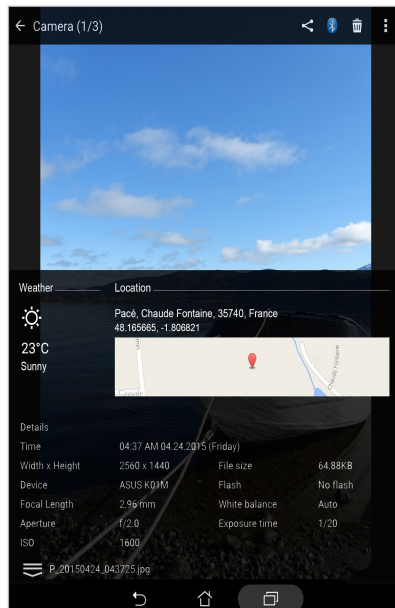 Camera (1/3)
Weather
Location
23°C
Sunny
Pacé, Chaude Fontaine, 35740, France
48.165665, -1.806821
Google
Chaude Fontaine
Details
Time 04:37 AM 04.24.2015 (Friday)
Width x Height 2560 x 1440 File size 64.88KB
Device ASUS K01M Flash No flash
Focal Length 2.96 mm White balance Auto
Aperture f/2.0 Exposure time 1/20
ISO 1600
P_20150424_043725.jpg